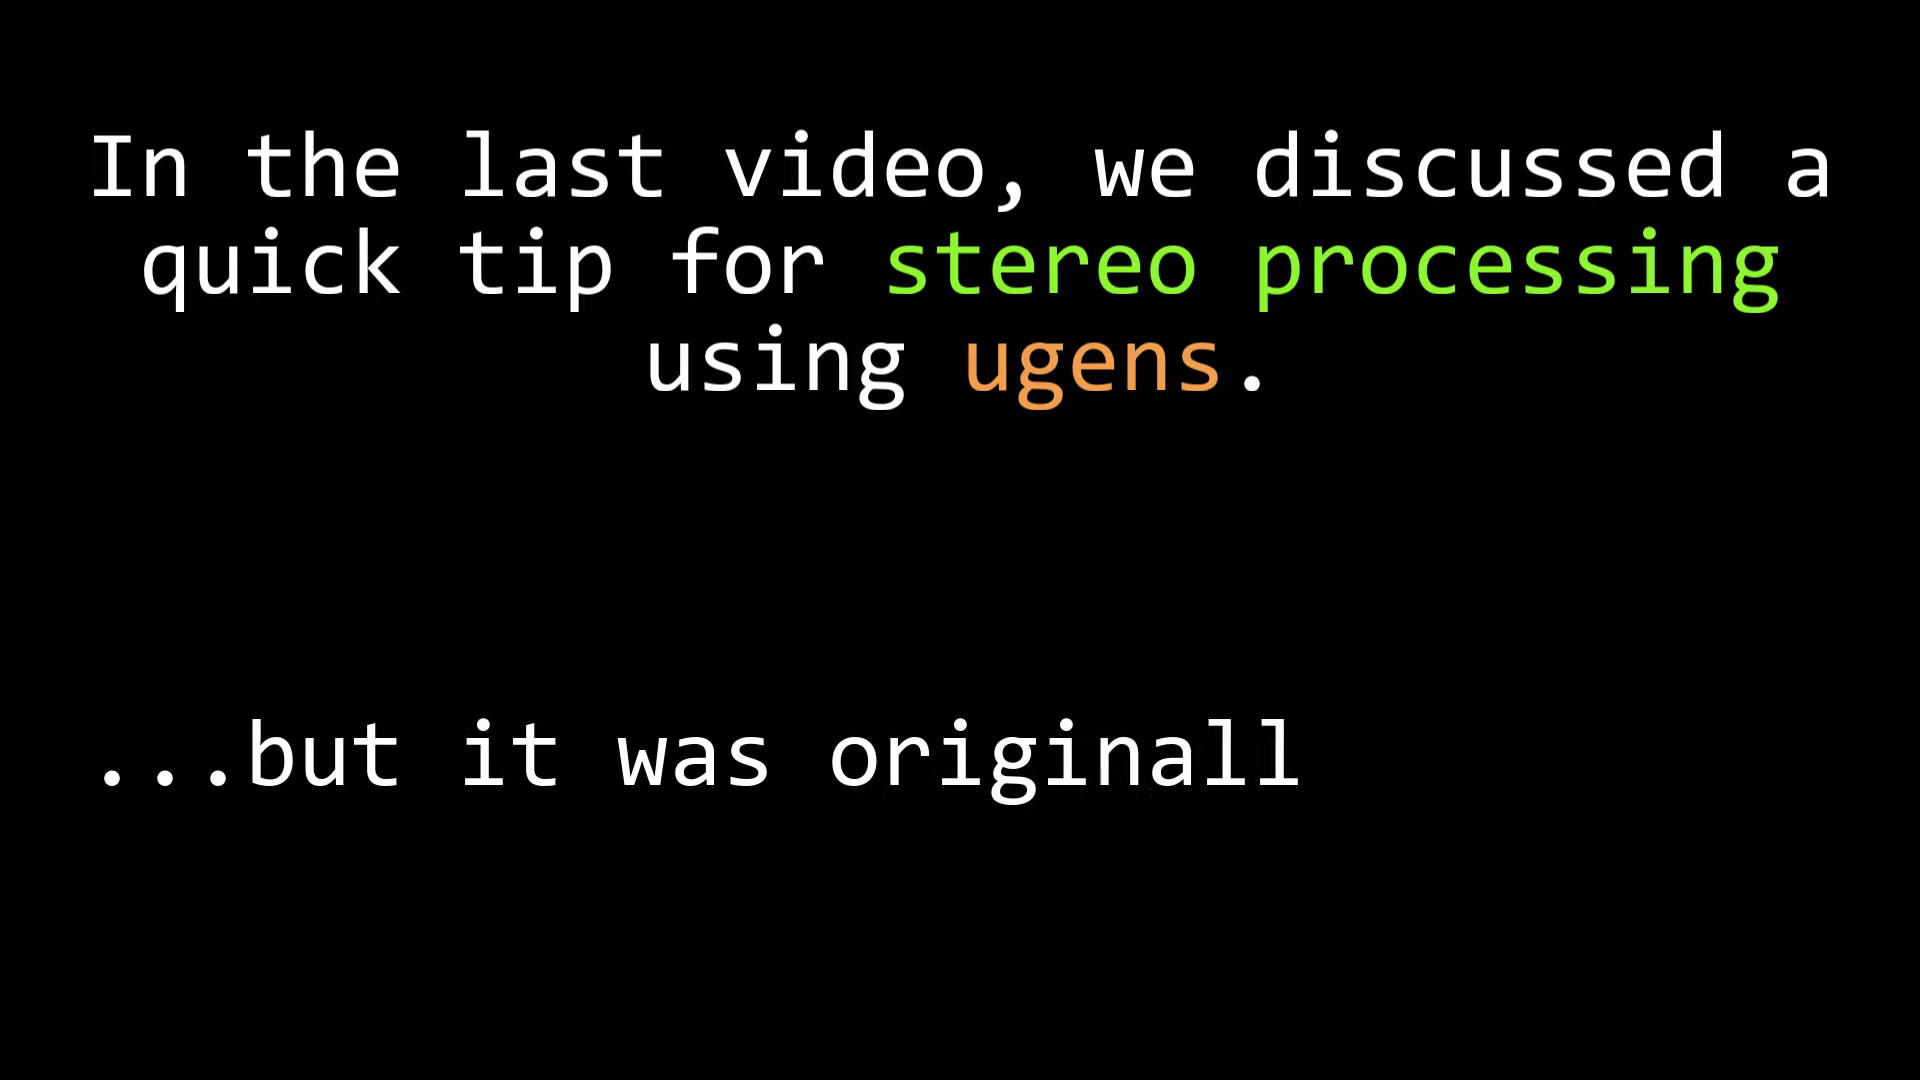 In the last video, we discussed a
quick tip for stereo processing
using ugens.
...but it was originall